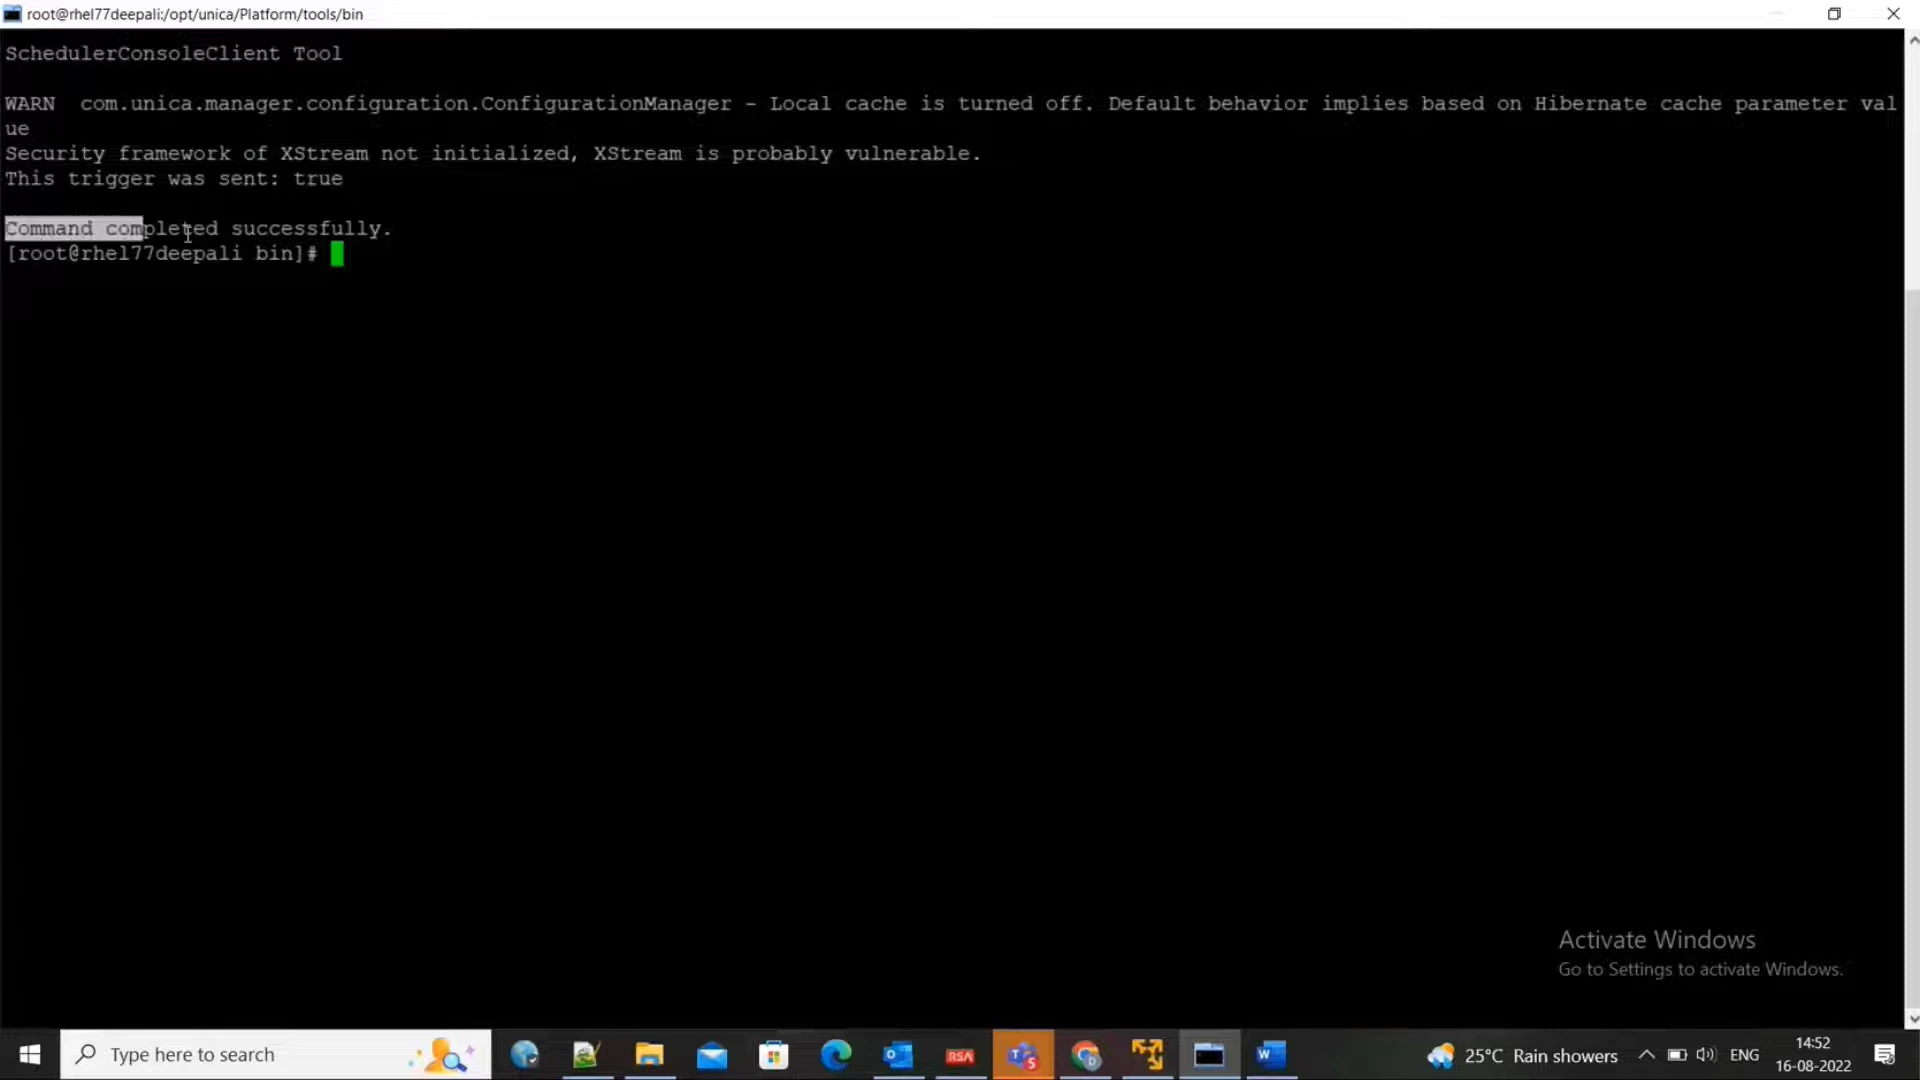 root@rhel77deepali:/opt/unica/Platform/tools/bin
SchedulerConsoleClient Tool
WARN  com.unica.manager.configuration.ConfigurationManager - Local cache is turned off. Default behavior implies based on Hibernate cache parameter val
ue
Security framework of XStream not initialized, XStream is probably vulnerable.
This trigger was sent: true
Command completed successfully.
[root@rhel77deepali bin]#
Activate Windows
Go to Settings to activate Windows.
Type here to search
RSA
25°C Rain showers
ENG
14:52
16-08-2022